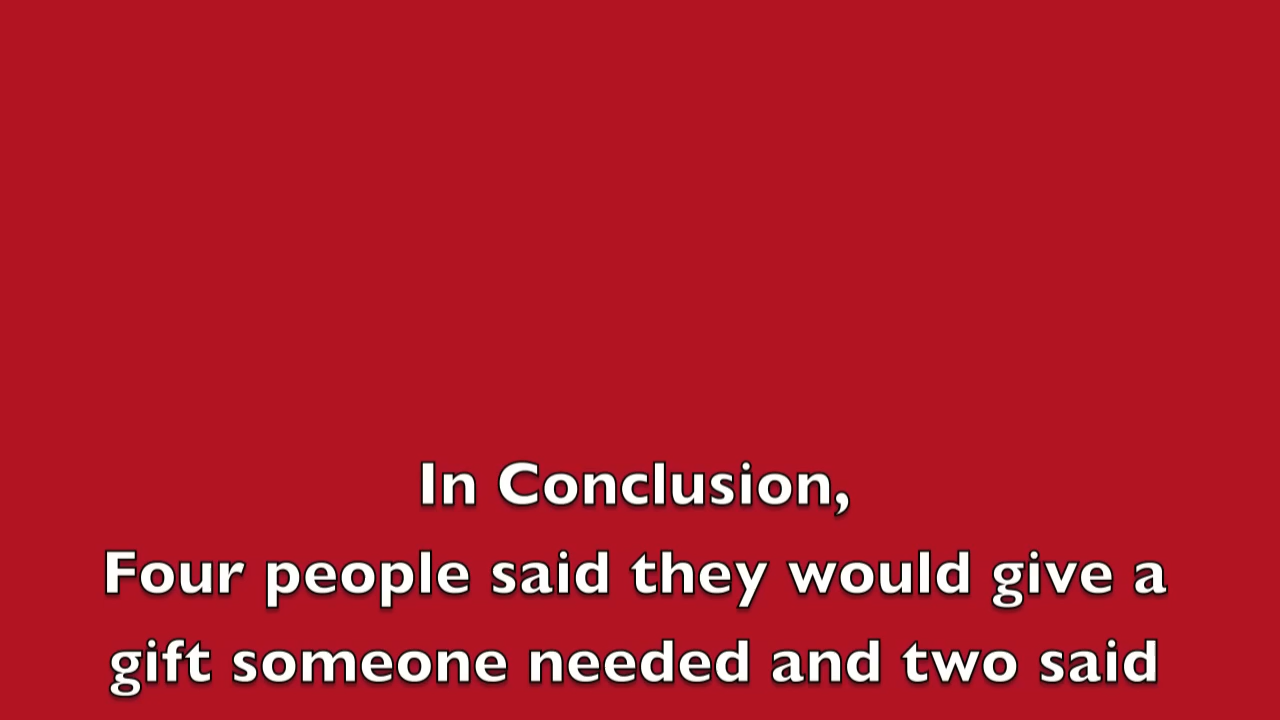 In Conclusion,
Four people said they would give a
gift someone needed and two said